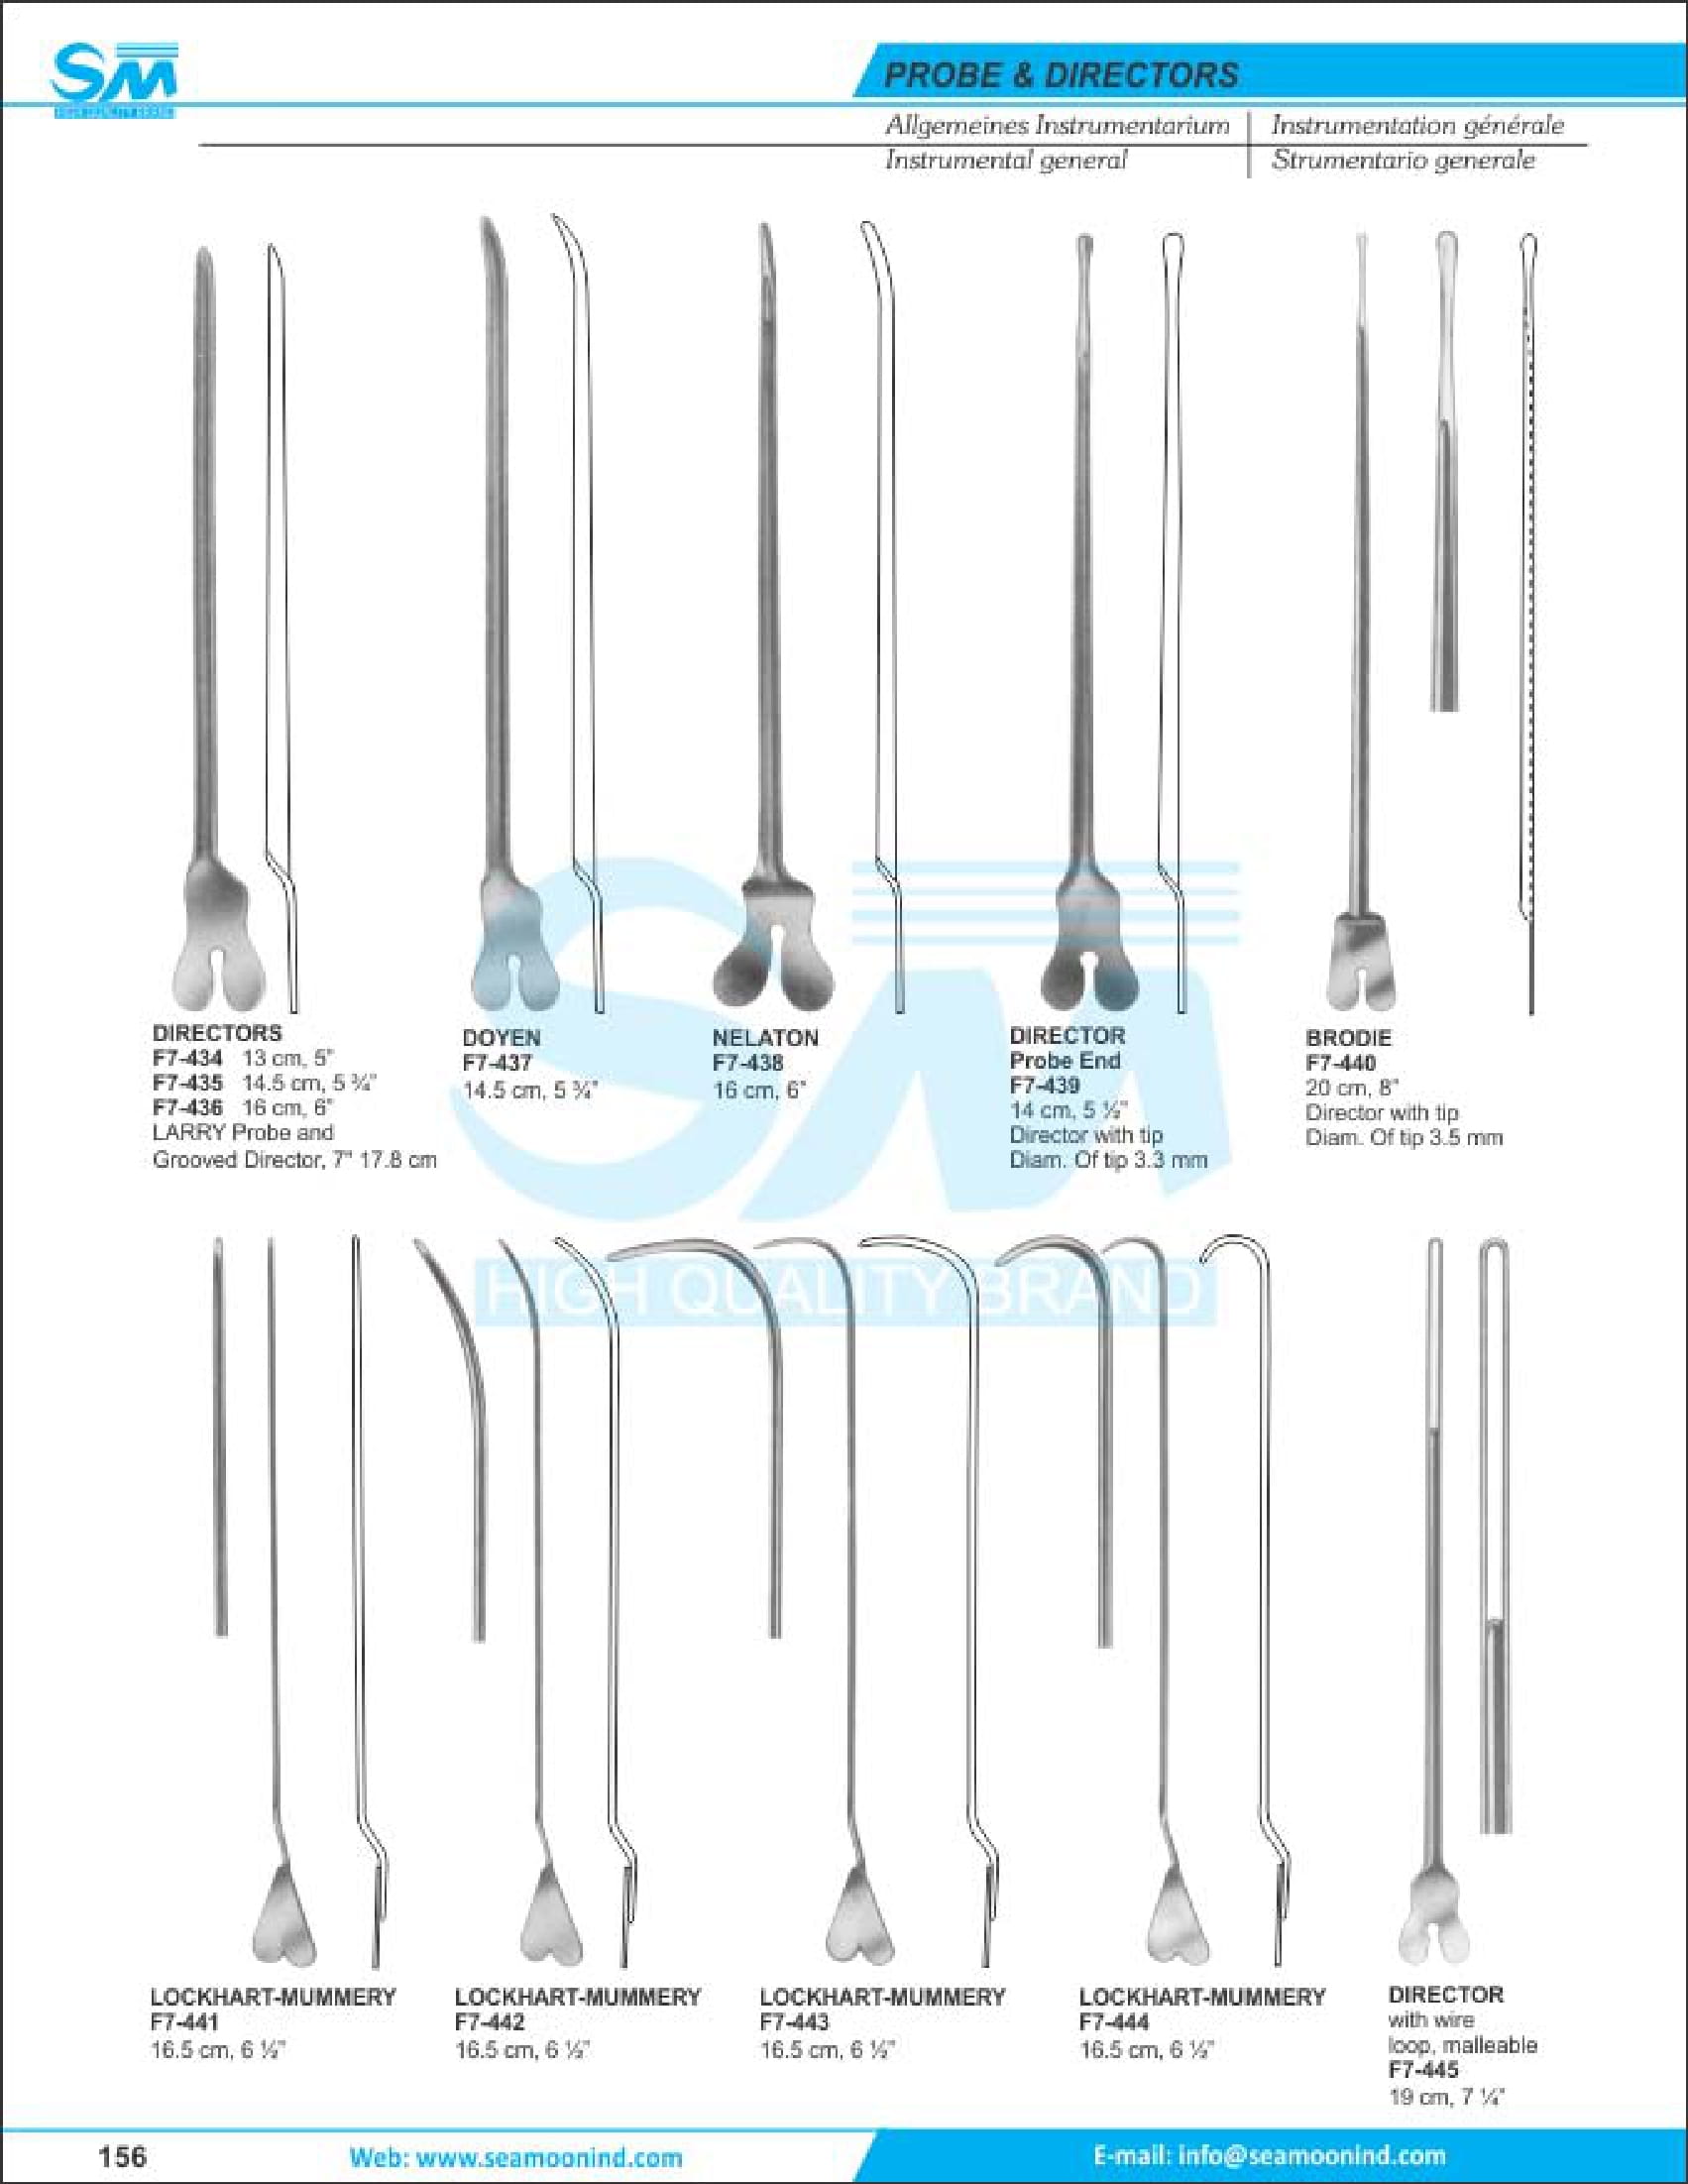 SM
HIGH QUALITY BRAND
PROBE & DIRECTORS
Allgemeines Instrumentarium
Instrumentation générale
Instrumental general
Strumentario generale
DIRECTORS
F7-434 13 cm, 5"
F7-435 14.5 cm, 5 ¾"
F7-436 16 cm, 6"
LARRY Probe and
Grooved Director, 7" 17.8 cm
DOYEN
F7-437
14.5 cm, 5 ¾"
NELATON
F7-438
16 cm, 6"
DIRECTOR
Probe End
F7-439
14 cm, 5 ½"
Director with tip
Diam. Of tip 3.3 mm
BRODIE
F7-440
20 cm, 8"
Director with tip
Diam. Of tip 3.5 mm
SM
HIGH QUALITY BRAND
LOCKHART-MUMMERY
F7-441
16.5 cm, 6 ½"
LOCKHART-MUMMERY
F7-442
16.5 cm, 6 ½"
LOCKHART-MUMMERY
F7-443
16.5 cm, 6 ½"
LOCKHART-MUMMERY
F7-444
16.5 cm, 6 ½"
DIRECTOR
with wire
loop, malleable
F7-445
19 cm, 7 ¼"
156
Web: www.seamoonind.com
E-mail: info@seamoonind.com